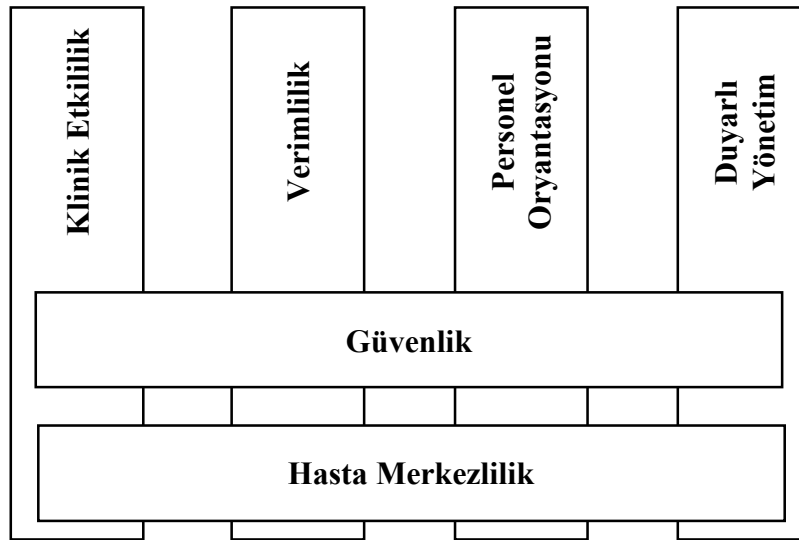 Klinik Etkililik
Verimlilik
Personel
Oryantasyonu
Duyarlı
Yönetim
Güvenlik
Hasta Merkezlilik